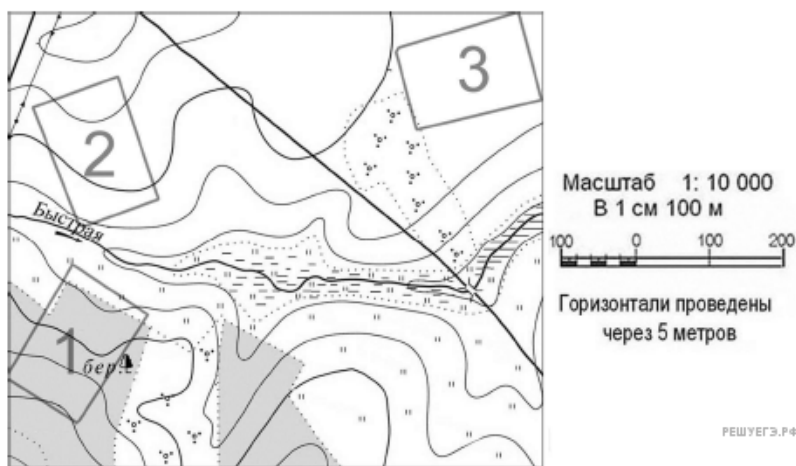 3
2
Быстрая
1
бер.
Масштаб 1: 10 000
В 1 см 100 м
100 0 100 200
Горизонтали проведены
через 5 метров
РЕШУЕГЭ.РФ